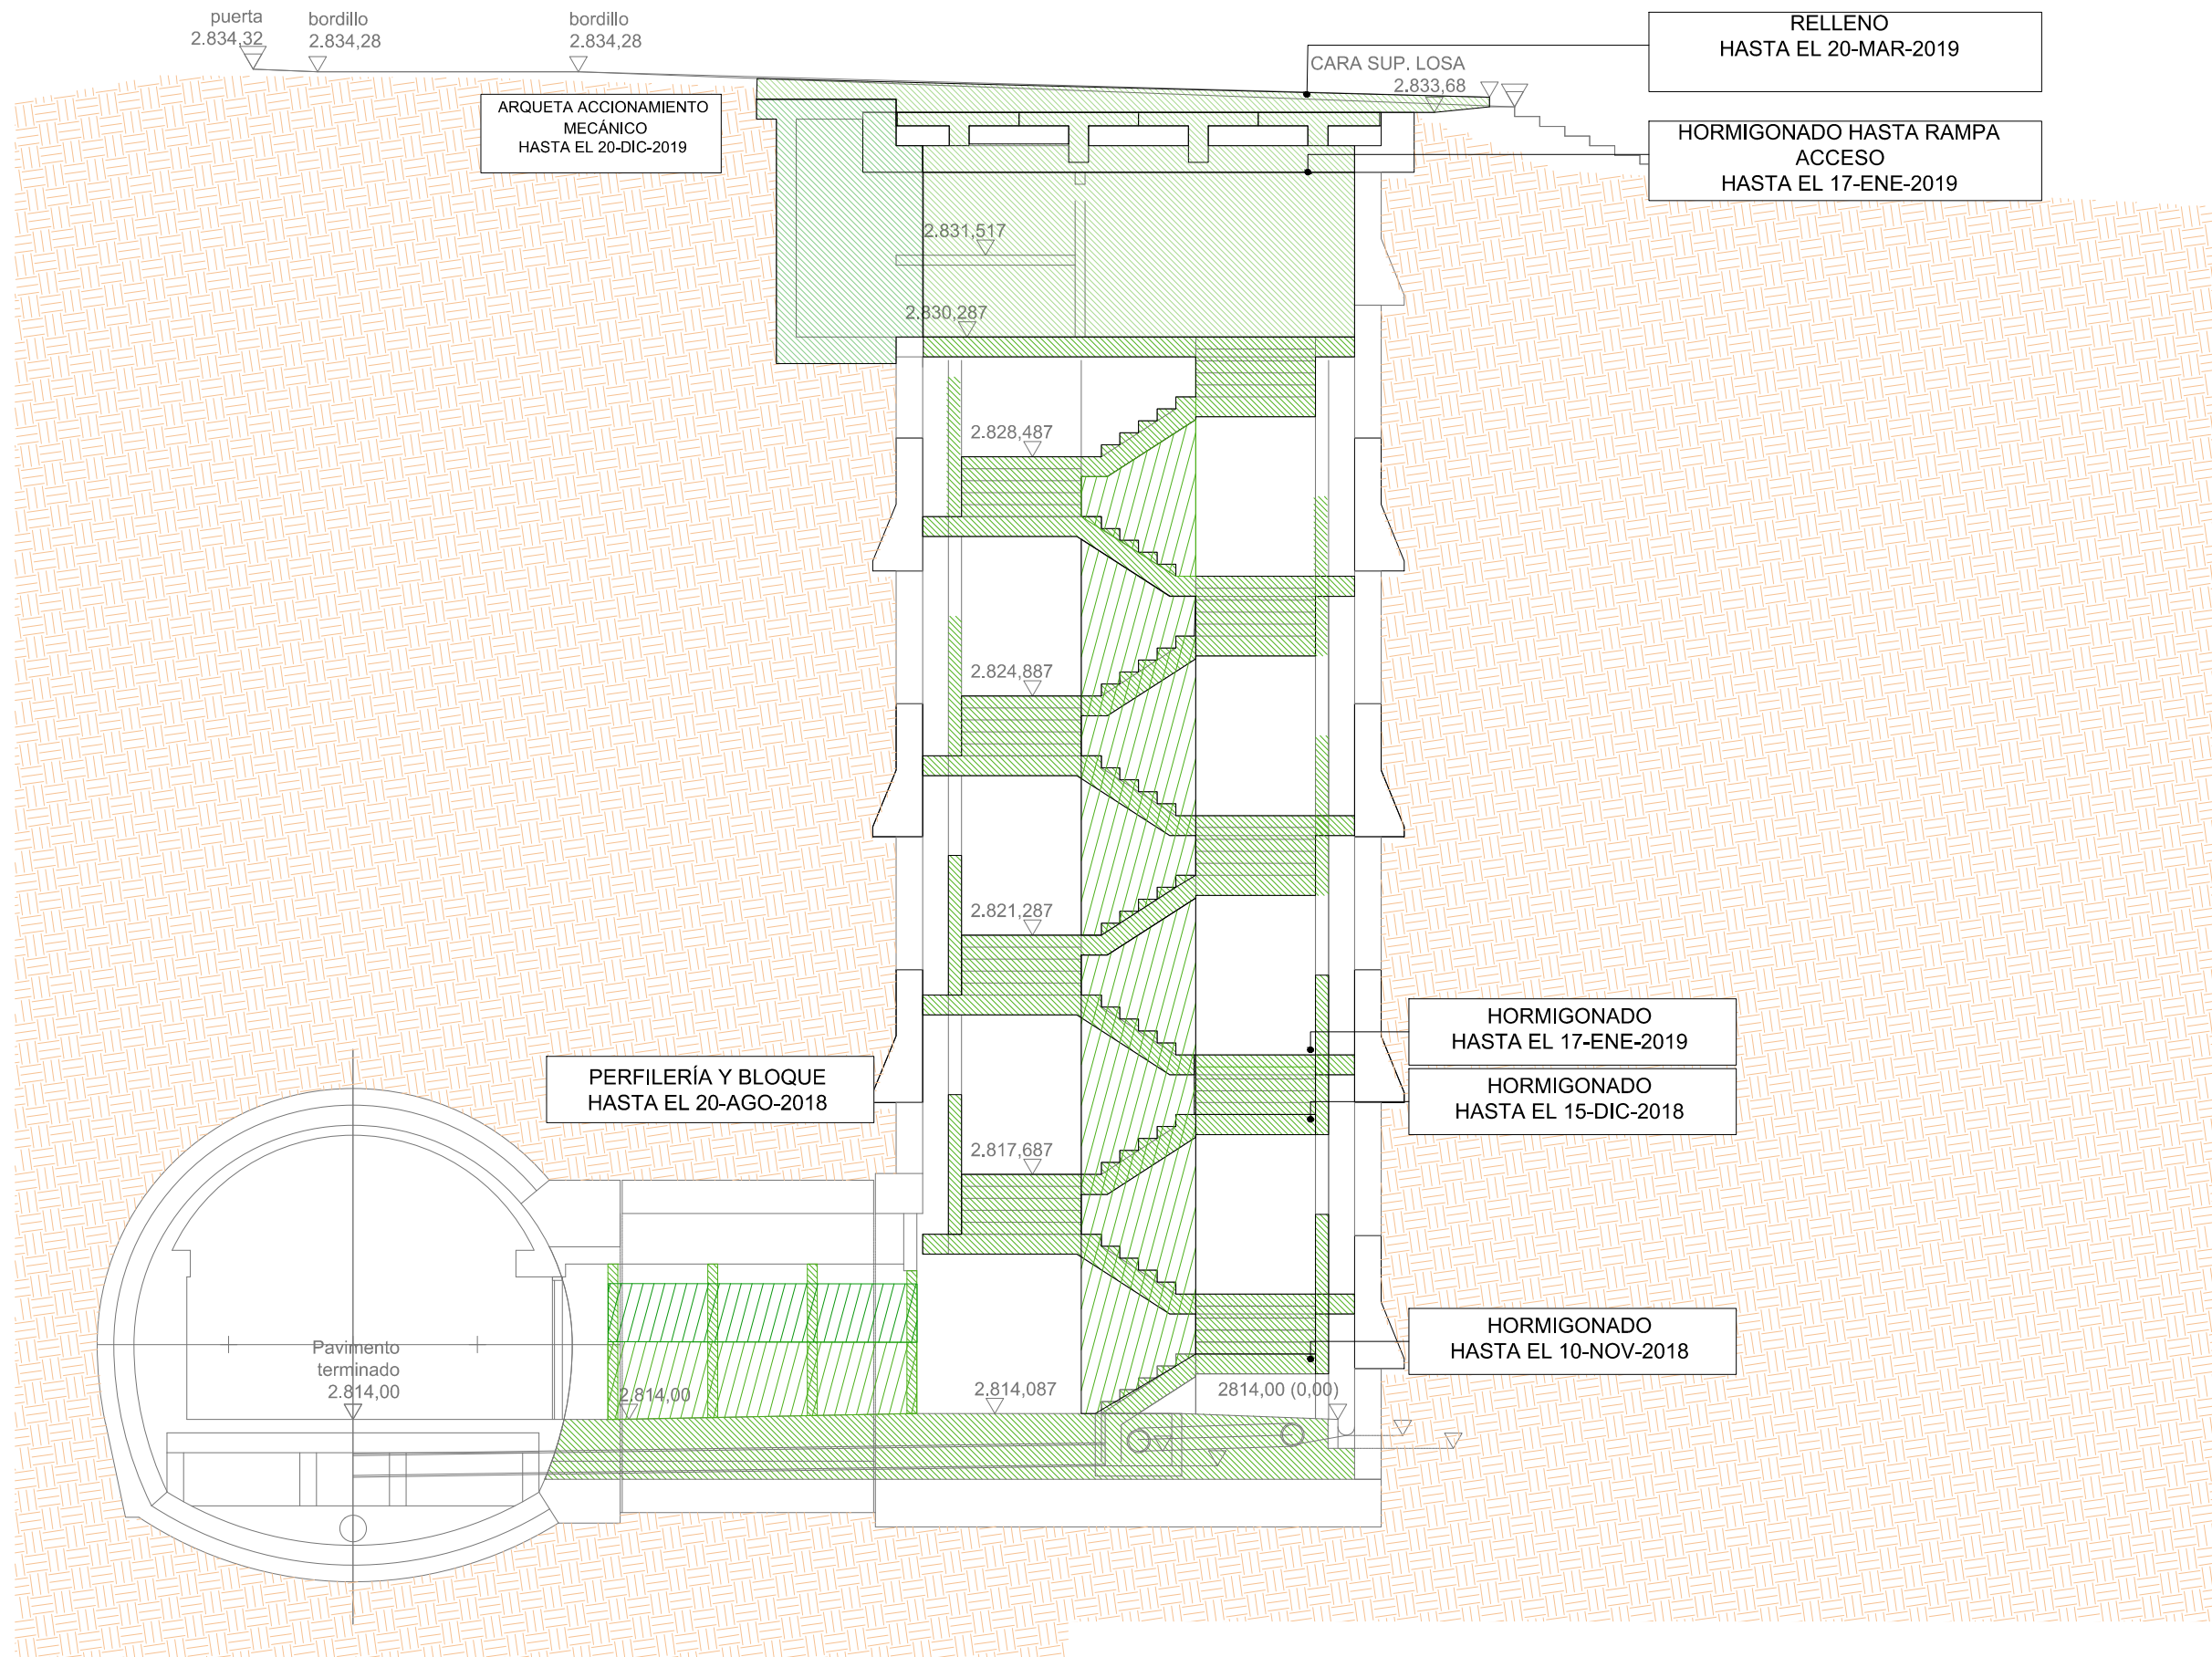 puerta
2.834,32
bordillo
2.834,28
bordillo
2.834,28
RELLENO
HASTA EL 20-MAR-2019
CARA SUP. LOSA
2.833,68
ARQUETA ACCIONAMIENTO
MECÁNICO
HASTA EL 20-DIC-2019
HORMIGONADO HASTA RAMPA
ACCESO
HASTA EL 17-ENE-2019
2.831,517
2.830,287
2.828,487
2.824,887
2.821,287
HORMIGONADO
HASTA EL 17-ENE-2019
PERFILERÍA Y BLOQUE
HASTA EL 20-AGO-2018
HORMIGONADO
HASTA EL 15-DIC-2018
2.817,687
HORMIGONADO
HASTA EL 10-NOV-2018
Pavimento
terminado
2.814,00
2.814,00
2.814,087
2814,00 (0,00)